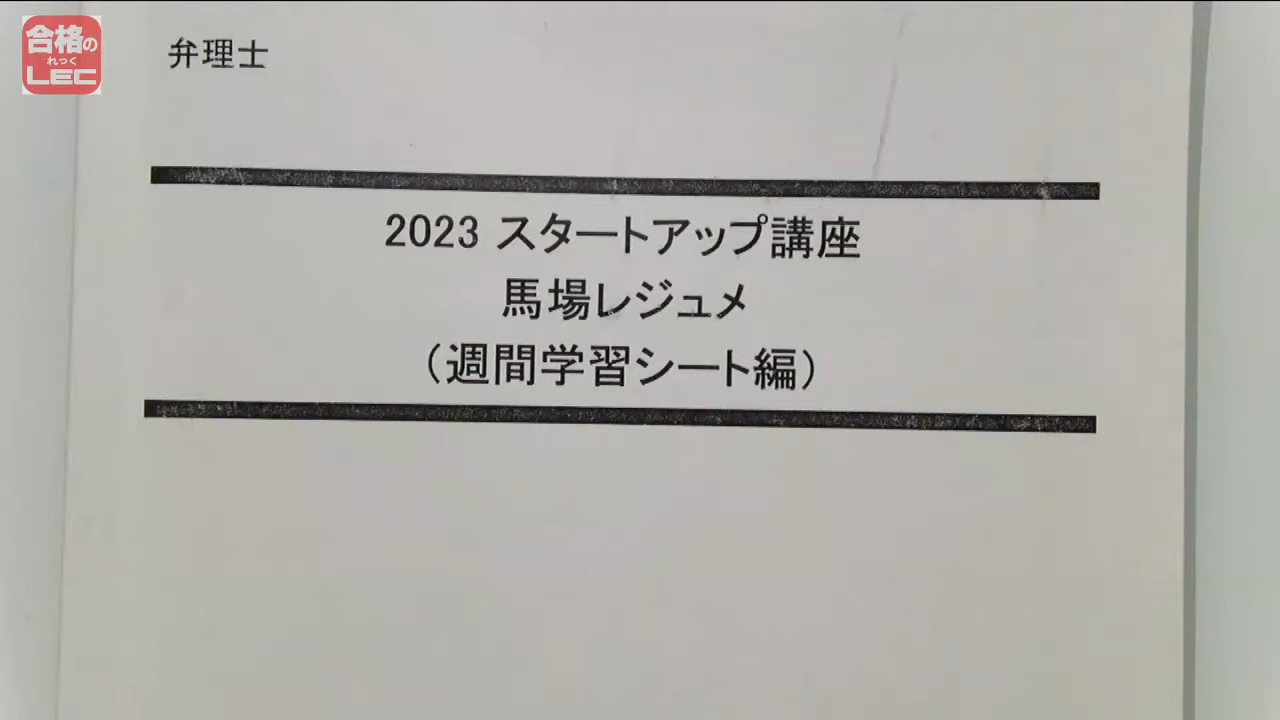 合格の
れっく
LEC
弁理士
2023 スタートアップ講座
馬場レジュメ
（週間学習シート編）